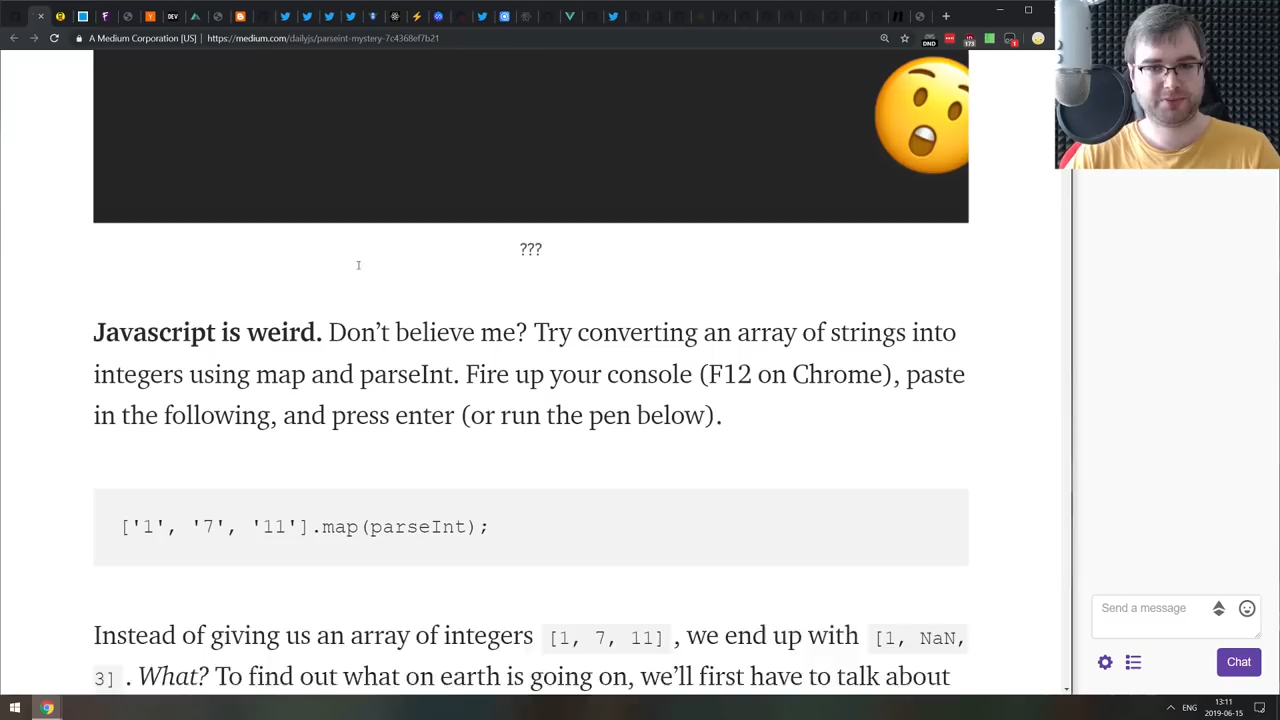 DEV
A Medium Corporation [US] | https://medium.com/dailyjs/parseint-mystery-7c4368ef7b21
DND
173
1
???
Javascript is weird. Don’t believe me? Try converting an array of strings into
integers using map and parseInt. Fire up your console (F12 on Chrome), paste
in the following, and press enter (or run the pen below).
['1', '7', '11'].map(parseInt);
Instead of giving us an array of integers [1, 7, 11] , we end up with [1, NaN,
3] . What? To find out what on earth is going on, we’ll first have to talk about
Send a message
Chat
ENG
13:11
2019-06-15